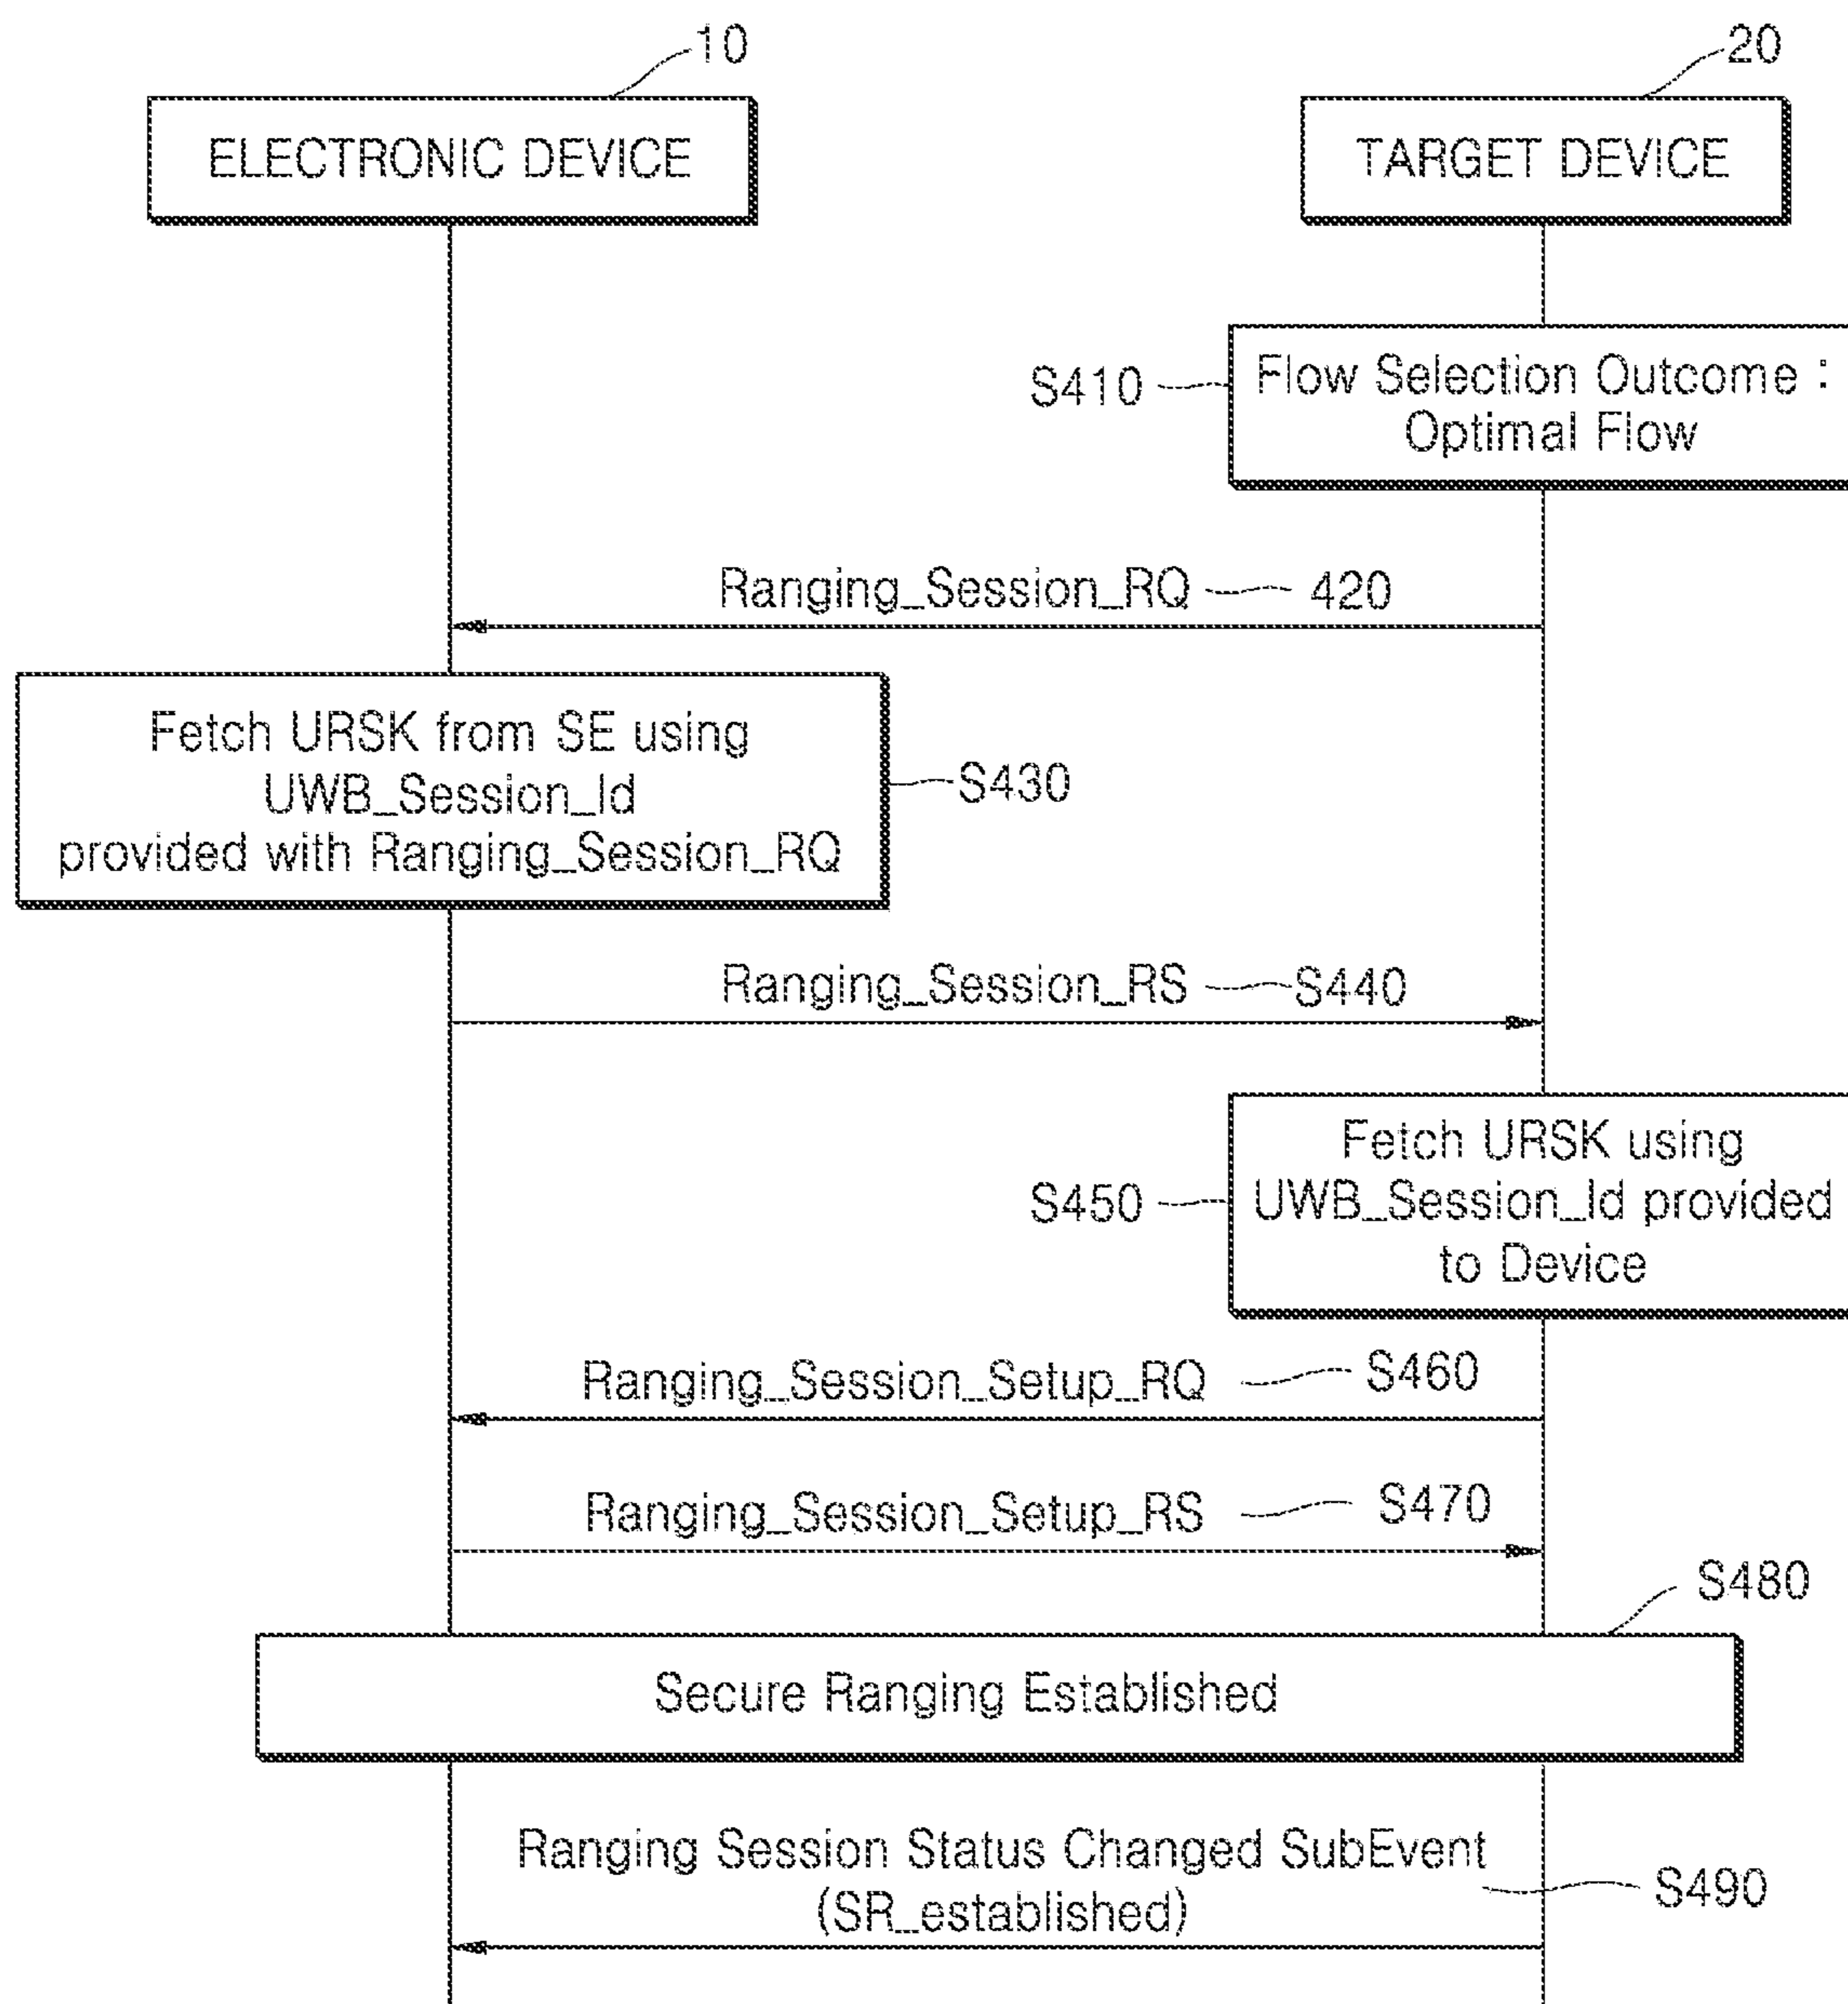 10
20
ELECTRONIC DEVICE
TARGET DEVICE
S410
Flow Selection Outcome :
Optimal Flow
Ranging_Session_RQ
420
Fetch URSK from SE using
UWB_Session_Id
provided with Ranging_Session_RQ
S430
Ranging_Session_RS
S440
S450
Fetch URSK using
UWB_Session_Id provided
to Device
Ranging_Session_Setup_RQ
S460
Ranging_Session_Setup_RS
S470
S480
Secure Ranging Established
Ranging Session Status Changed SubEvent
(SR_established)
S490